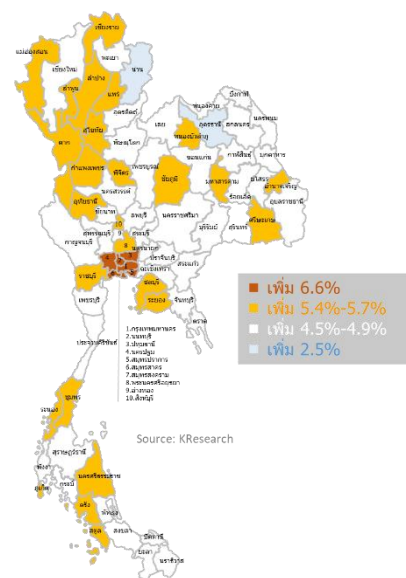 เชียงราย
แม่ฮ่องสอน
เชียงใหม่
พะเยา
น่าน
ลำปาง
ลำพูน
แพร่
อุตรดิตถ์
สุโขทัย
ตาก
พิษณุโลก
เลย
หนองคาย
บึงกาฬ
อุดรธานี
สกลนคร
นครพนม
หนองบัวลำภู
กำแพงเพชร
พิจิตร
เพชรบูรณ์
ขอนแก่น
กาฬสินธุ์
มุกดาหาร
ชัยภูมิ
มหาสารคาม
ร้อยเอ็ด
ยโสธร
อำนาจเจริญ
อุบลราชธานี
นครสวรรค์
อุทัยธานี
ชัยนาท
ลพบุรี
นครราชสีมา
บุรีรัมย์
สุรินทร์
ศรีสะเกษ
10
9
8
สุพรรณบุรี
สระบุรี
กาญจนบุรี
นครนายก
ปราจีนบุรี
สระแก้ว
ฉะเชิงเทรา
ราชบุรี
ชลบุรี
เพชรบุรี
ระยอง
จันทบุรี
ตราด
ประจวบคีรีขันธ์
1.กรุงเทพมหานคร
2.นนทบุรี
3.ปทุมธานี
4.นครปฐม
5.สมุทรปราการ
6.สมุทรสาคร
7.สมุทรสงคราม
8.พระนครศรีอยุธยา
9.อ่างทอง
10.สิงห์บุรี
เพิ่ม 6.6%
เพิ่ม 5.4%-5.7%
เพิ่ม 4.5%-4.9%
เพิ่ม 2.5%
Source: KResearch
ชุมพร
ระนอง
สุราษฎร์ธานี
พังงา
กระบี่
ภูเก็ต
นครศรีธรรมราช
ตรัง
พัทลุง
สตูล
สงขลา
ปัตตานี
ยะลา
นราธิวาส